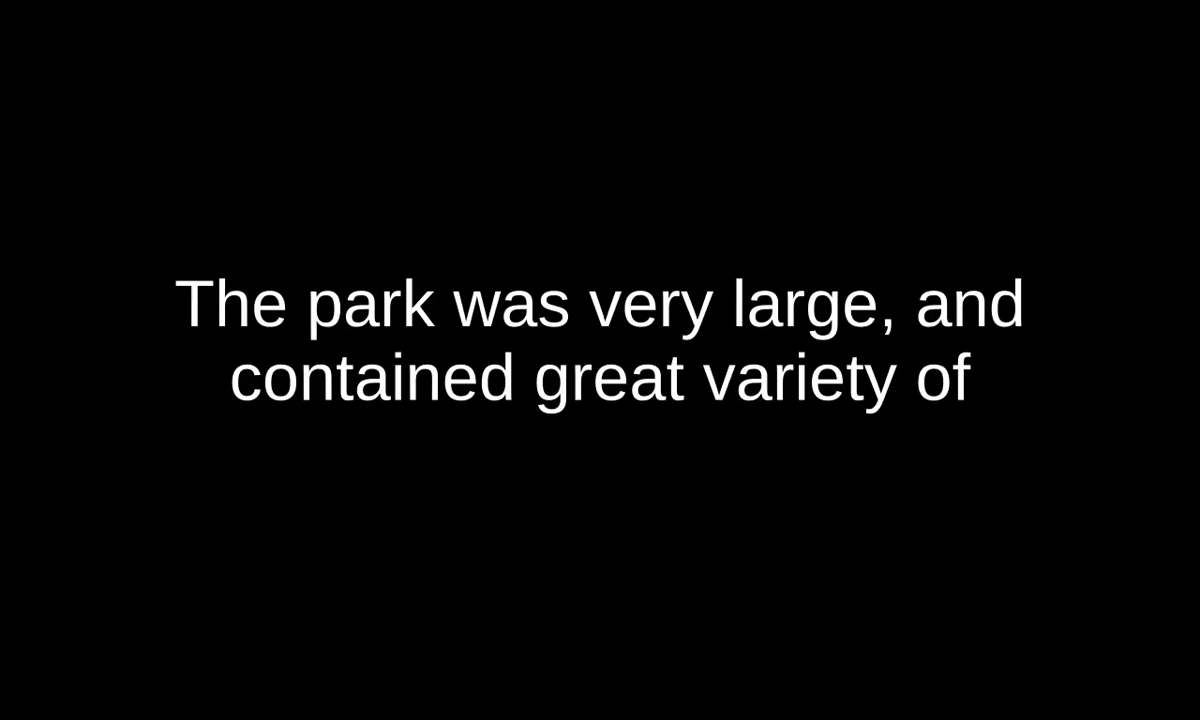 The park was very large, and
contained great variety of